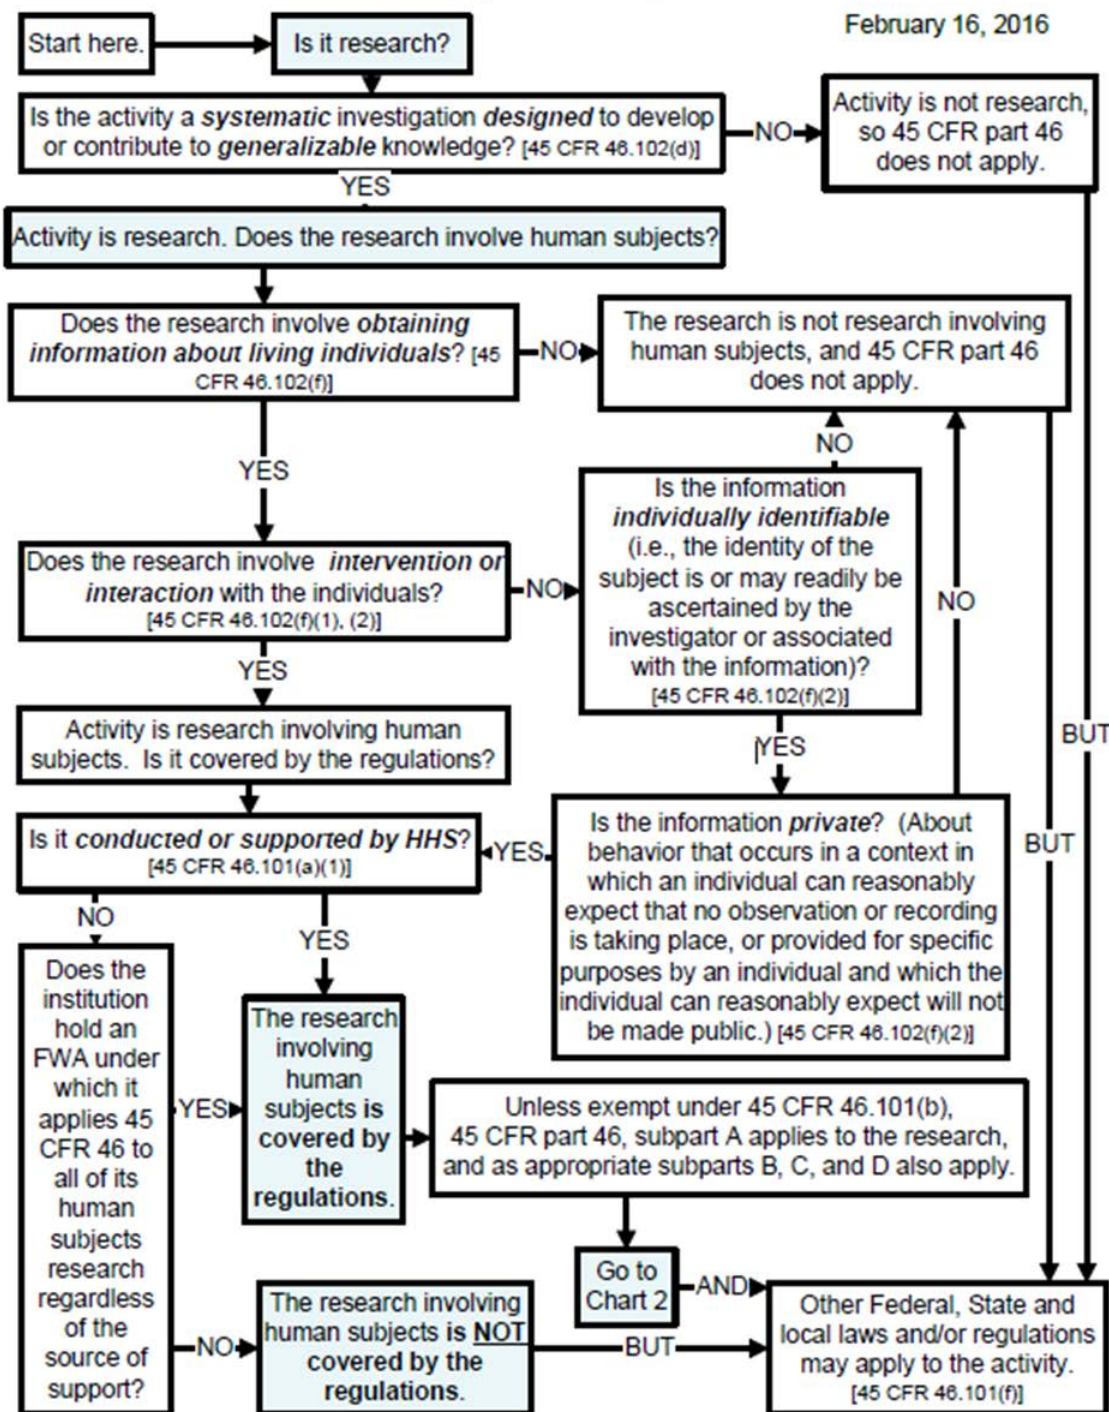 February 16, 2016
Start here.
Is it research?
Is the activity a systematic investigation designed to develop
or contribute to generalizable knowledge? [45 CFR 46.102(d)]
NO
Activity is not research,
so 45 CFR part 46
does not apply.
YES
Activity is research. Does the research involve human subjects?
Does the research involve obtaining
information about living individuals? [45
CFR 46.102(f)]
NO
The research is not research involving
human subjects, and 45 CFR part 46
does not apply.
YES
NO
Does the research involve intervention or
interaction with the individuals?
[45 CFR 46.102(f)(1), (2)]
NO
Is the information
individually identifiable
(i.e., the identity of the
subject is or may readily be
ascertained by the
investigator or associated
with the information)?
[45 CFR 46.102(f)(2)]
NO
YES
YES
BUT
Activity is research involving human
subjects. Is it covered by the regulations?
Is it conducted or supported by HHS?
[45 CFR 46.101(a)(1)]
YES
Is the information private? (About
behavior that occurs in a context in
which an individual can reasonably
expect that no observation or recording
is taking place, or provided for specific
purposes by an individual and which the
individual can reasonably expect will not
be made public.) [45 CFR 46.102(f)(2)]
BUT
NO
YES
Does the
institution
hold an
FWA under
which it
applies 45
CFR 46 to
all of its
human
subjects
research
regardless
of the
source of
support?
YES
The research
involving
human
subjects is
covered by
the
regulations.
Unless exempt under 45 CFR 46.101(b),
45 CFR part 46, subpart A applies to the research,
and as appropriate subparts B, C, and D also apply.
Go to
Chart 2
AND
NO
The research involving
human subjects is NOT
covered by the
regulations.
BUT
Other Federal, State and
local laws and/or regulations
may apply to the activity.
[45 CFR 46.101(f)]